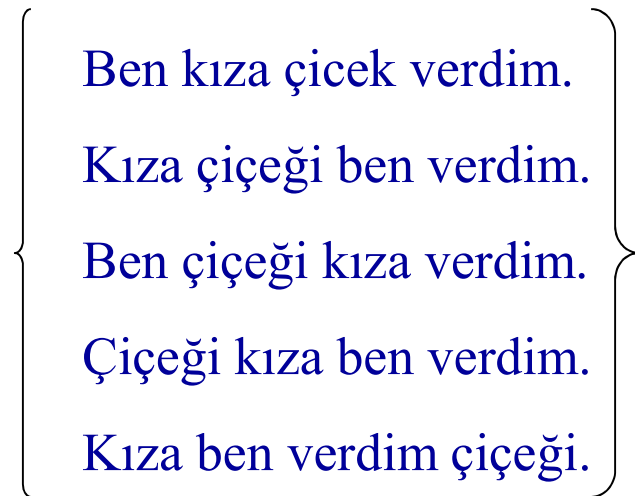 Ben kıza çicek verdim.
Kıza çiçeği ben verdim.
Ben çiçeği kıza verdim.
Çiçeği kıza ben verdim.
Kıza ben verdim çiçeği.